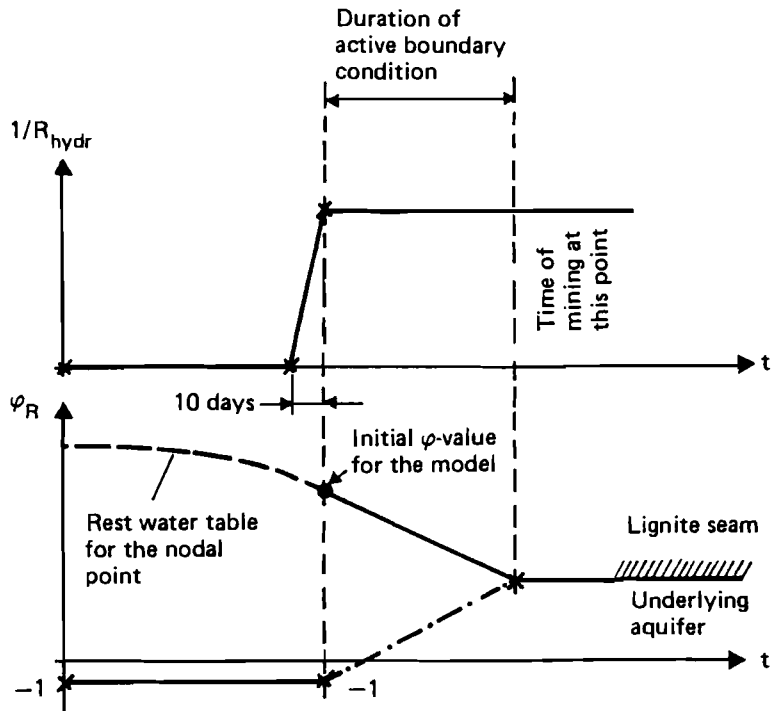 Duration of
active boundary
condition
1/R_hydr
Time of
mining at
this point
t
10 days
φ_R
Initial φ-value
for the model
Rest water table
for the nodal
point
Lignite seam
Underlying
aquifer
t
−1
−1